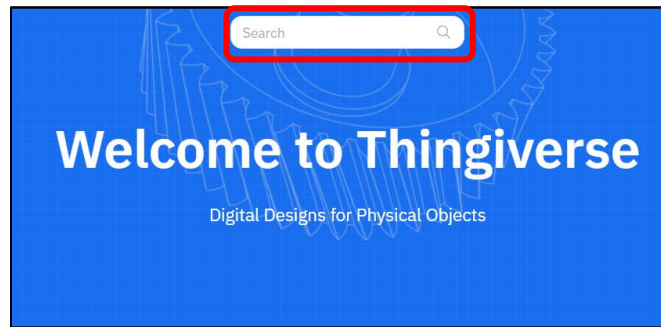 Search
Welcome to Thingiverse
Digital Designs for Physical Objects